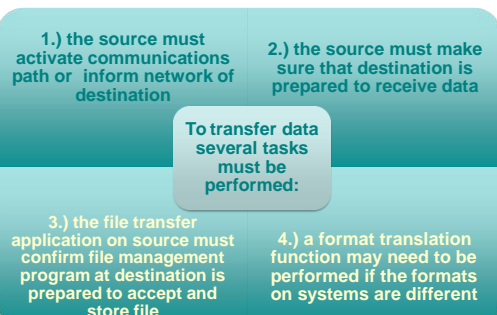 1.) the source must
activate communications
path or inform network of
destination
2.) the source must make
sure that destination is
prepared to receive data
To transfer data
several tasks
must be
performed:
3.) the file transfer
application on source must
confirm file management
program at destination is
prepared to accept and
store file
4.) a format translation
function may need to be
performed if the formats
on systems are different